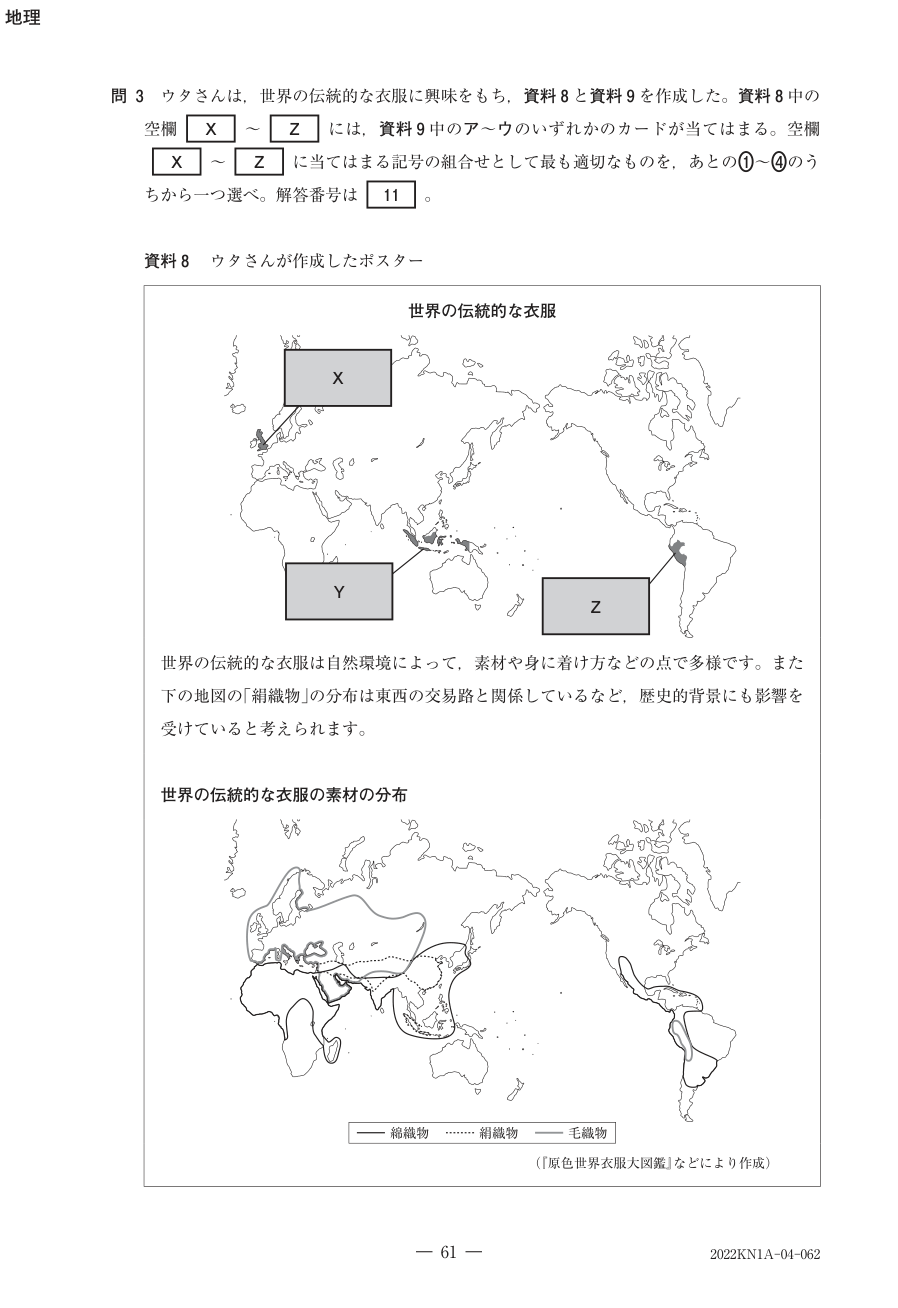 地理
問 3 ウタさんは，世界の伝統的な衣服に興味をもち，資料 8 と資料 9 を作成した。資料 8 中の
空欄 X ～ Z には，資料 9 中のア～ウのいずれかのカードが当てはまる。空欄
X ～ Z に当てはまる記号の組合せとして最も適切なものを，あとの①～④のう
ちから一つ選べ。解答番号は 11 。
資料 8 ウタさんが作成したポスター
世界の伝統的な衣服
X
Y
Z
世界の伝統的な衣服は自然環境によって，素材や身に着け方などの点で多様です。また
下の地図の「絹織物」の分布は東西の交易路と関係しているなど，歴史的背景にも影響を
受けていると考えられます。
世界の伝統的な衣服の素材の分布
綿織物 絹織物 毛織物
(『原色世界衣服大図鑑』などにより作成)
― 61 ―
2022KN1A-04-062